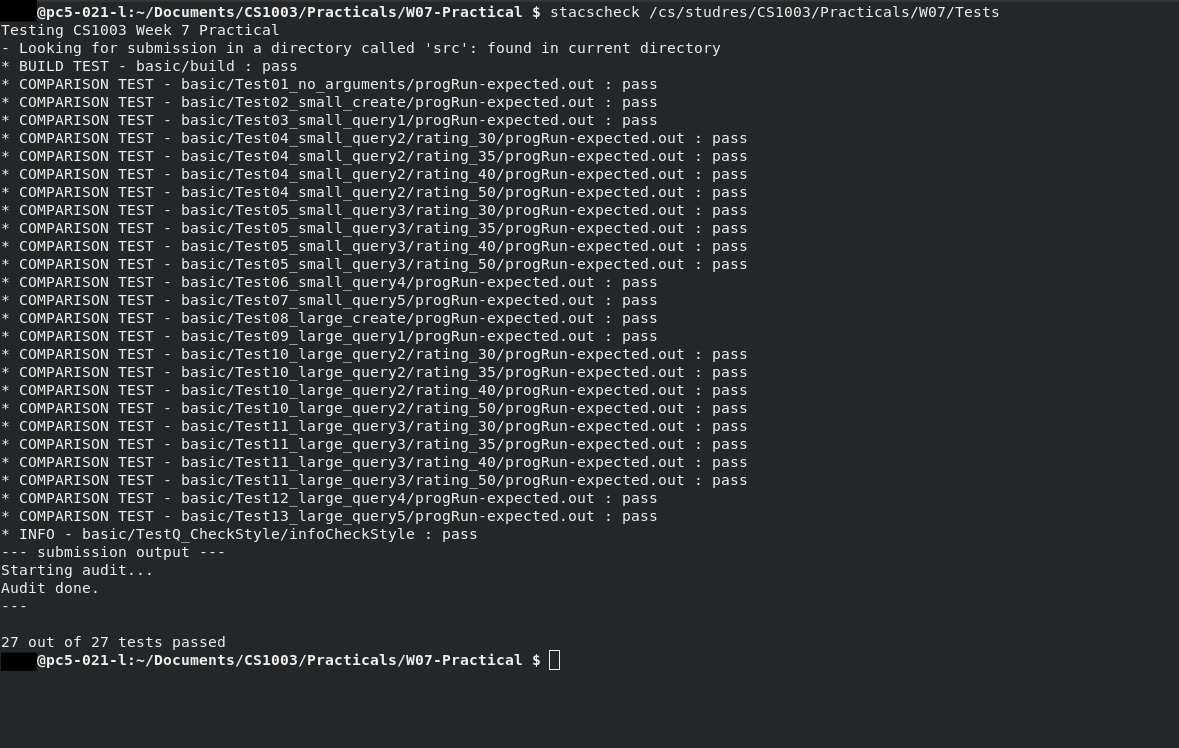 @pc5-021-l:~/Documents/CS1003/Practicals/W07-Practical $ stacscheck /cs/studres/CS1003/Practicals/W07/Tests
Testing CS1003 Week 7 Practical
- Looking for submission in a directory called 'src': found in current directory
* BUILD TEST - basic/build : pass
* COMPARISON TEST - basic/Test01_no_arguments/progRun-expected.out : pass
* COMPARISON TEST - basic/Test02_small_create/progRun-expected.out : pass
* COMPARISON TEST - basic/Test03_small_query1/progRun-expected.out : pass
* COMPARISON TEST - basic/Test04_small_query2/rating_30/progRun-expected.out : pass
* COMPARISON TEST - basic/Test04_small_query2/rating_35/progRun-expected.out : pass
* COMPARISON TEST - basic/Test04_small_query2/rating_40/progRun-expected.out : pass
* COMPARISON TEST - basic/Test04_small_query2/rating_50/progRun-expected.out : pass
* COMPARISON TEST - basic/Test05_small_query3/rating_30/progRun-expected.out : pass
* COMPARISON TEST - basic/Test05_small_query3/rating_35/progRun-expected.out : pass
* COMPARISON TEST - basic/Test05_small_query3/rating_40/progRun-expected.out : pass
* COMPARISON TEST - basic/Test05_small_query3/rating_50/progRun-expected.out : pass
* COMPARISON TEST - basic/Test06_small_query4/progRun-expected.out : pass
* COMPARISON TEST - basic/Test07_small_query5/progRun-expected.out : pass
* COMPARISON TEST - basic/Test08_large_create/progRun-expected.out : pass
* COMPARISON TEST - basic/Test09_large_query1/progRun-expected.out : pass
* COMPARISON TEST - basic/Test10_large_query2/rating_30/progRun-expected.out : pass
* COMPARISON TEST - basic/Test10_large_query2/rating_35/progRun-expected.out : pass
* COMPARISON TEST - basic/Test10_large_query2/rating_40/progRun-expected.out : pass
* COMPARISON TEST - basic/Test10_large_query2/rating_50/progRun-expected.out : pass
* COMPARISON TEST - basic/Test11_large_query3/rating_30/progRun-expected.out : pass
* COMPARISON TEST - basic/Test11_large_query3/rating_35/progRun-expected.out : pass
* COMPARISON TEST - basic/Test11_large_query3/rating_40/progRun-expected.out : pass
* COMPARISON TEST - basic/Test11_large_query3/rating_50/progRun-expected.out : pass
* COMPARISON TEST - basic/Test12_large_query4/progRun-expected.out : pass
* COMPARISON TEST - basic/Test13_large_query5/progRun-expected.out : pass
* INFO - basic/TestQ_CheckStyle/infoCheckStyle : pass
--- submission output ---
Starting audit...
Audit done.
---
27 out of 27 tests passed
@pc5-021-l:~/Documents/CS1003/Practicals/W07-Practical $